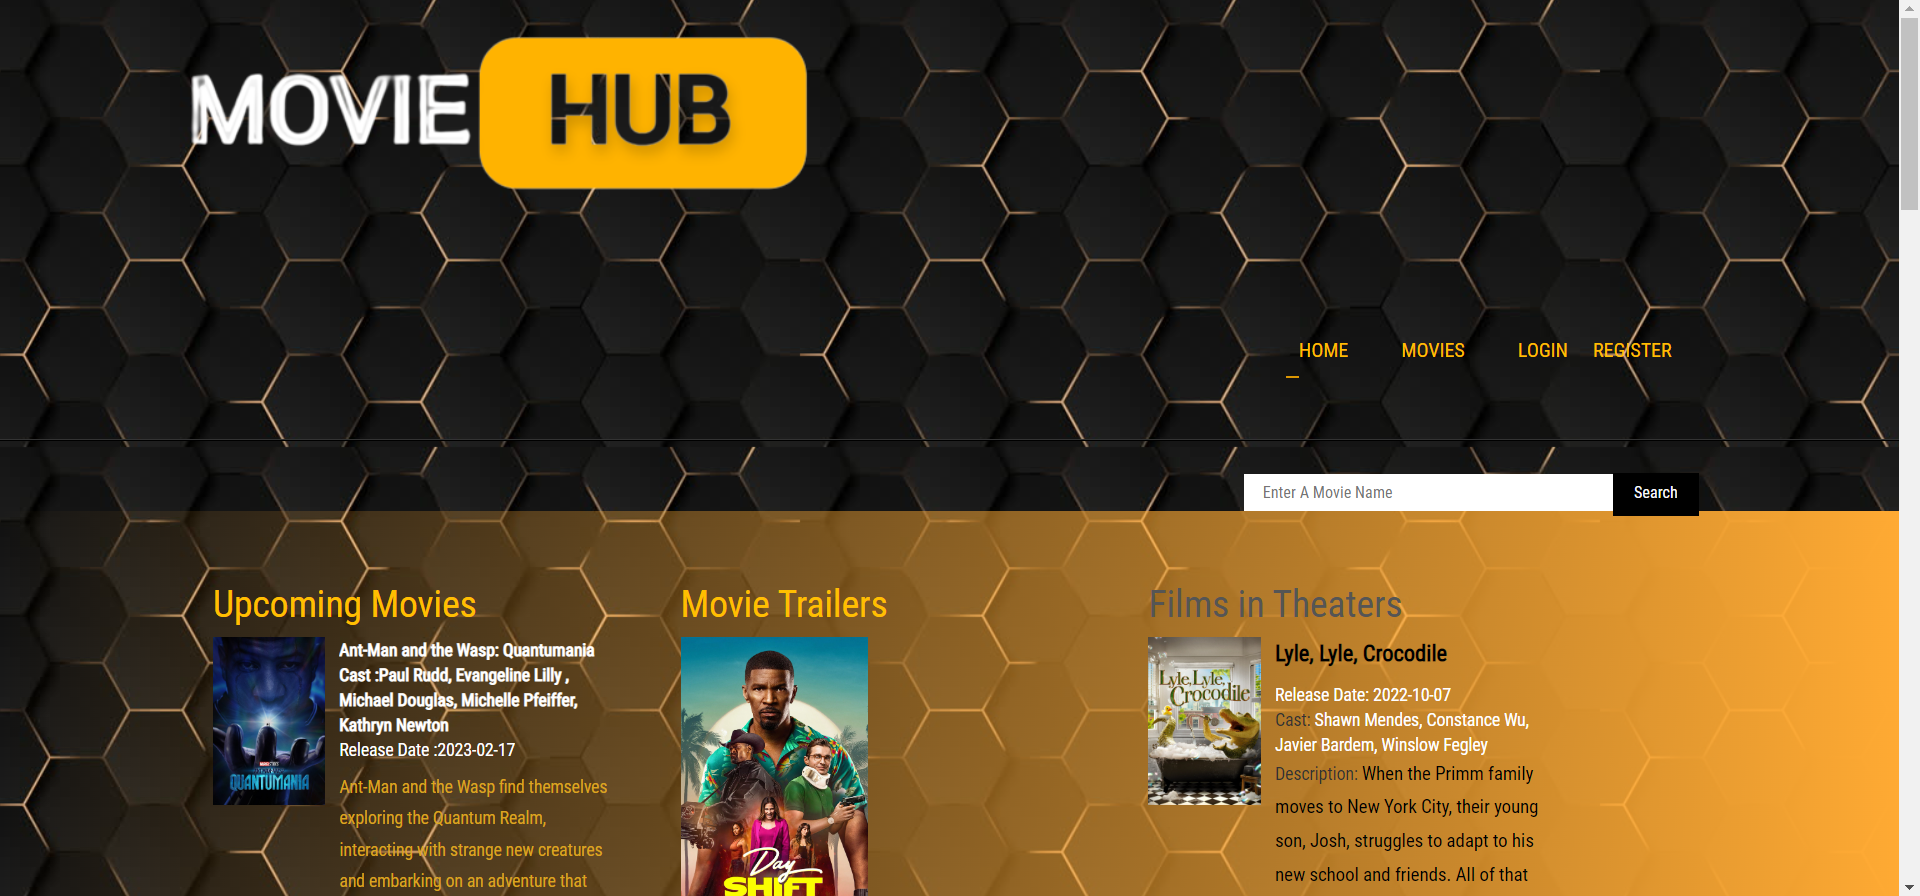 MOVIE HUB
HOME MOVIES LOGIN REGISTER
Enter A Movie Name Search
Upcoming Movies
QUANTUMANIA
Ant-Man and the Wasp: Quantumania
Cast :Paul Rudd, Evangeline Lilly ,
Michael Douglas, Michelle Pfeiffer,
Kathryn Newton
Release Date :2023-02-17
Ant-Man and the Wasp find themselves
exploring the Quantum Realm,
interacting with strange new creatures
and embarking on an adventure that
Movie Trailers
Day
SHIFT
Films in Theaters
Lyle, Lyle,
Crocodile
Lyle, Lyle, Crocodile
Release Date: 2022-10-07
Cast: Shawn Mendes, Constance Wu,
Javier Bardem, Winslow Fegley
Description: When the Primm family
moves to New York City, their young
son, Josh, struggles to adapt to his
new school and friends. All of that